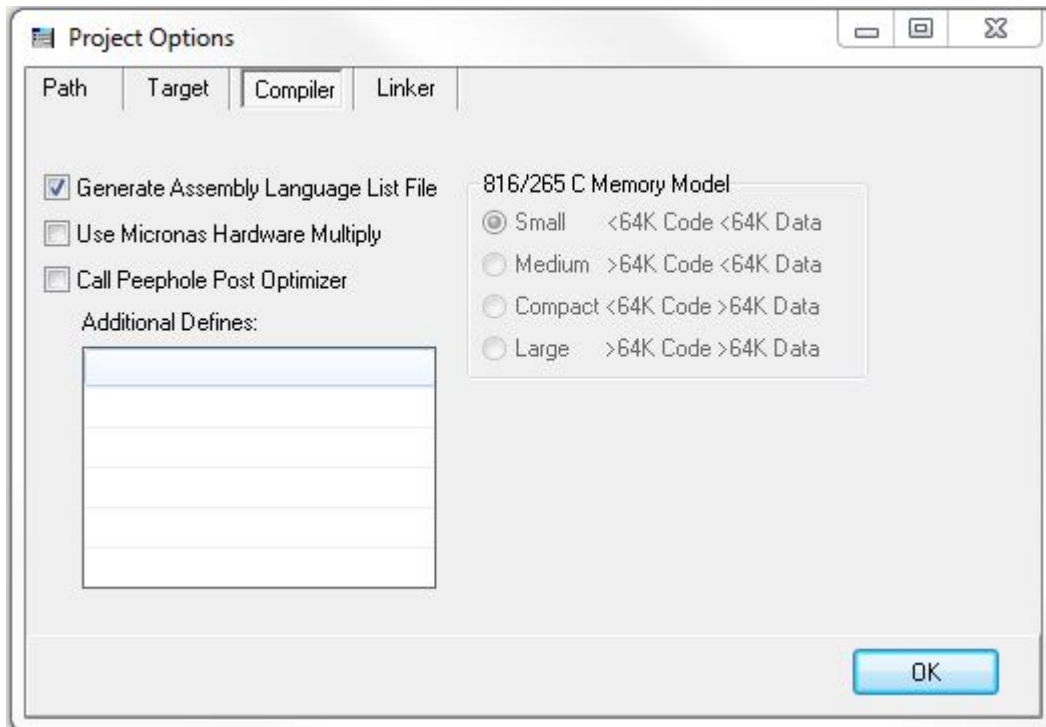 Project Options
Path Target Compiler Linker
Generate Assembly Language List File
Use Micronas Hardware Multiply
Call Peephole Post Optimizer
Additional Defines:
816/265 C Memory Model
Small <64K Code <64K Data
Medium >64K Code <64K Data
Compact <64K Code >64K Data
Large >64K Code >64K Data
OK